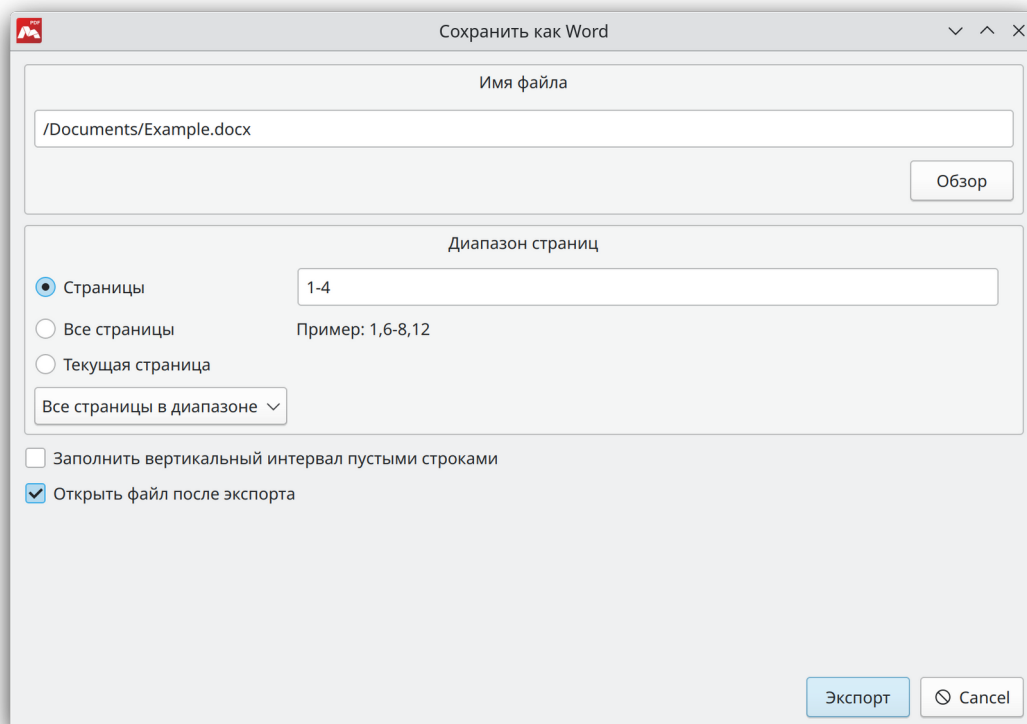 PDF
Сохранить как Word
Имя файла
/Documents/Example.docx
Обзор
Диапазон страниц
Страницы
1-4
Все страницы
Пример: 1,6-8,12
Текущая страница
Все страницы в диапазоне
Заполнить вертикальный интервал пустыми строками
Открыть файл после экспорта
Экспорт
Cancel